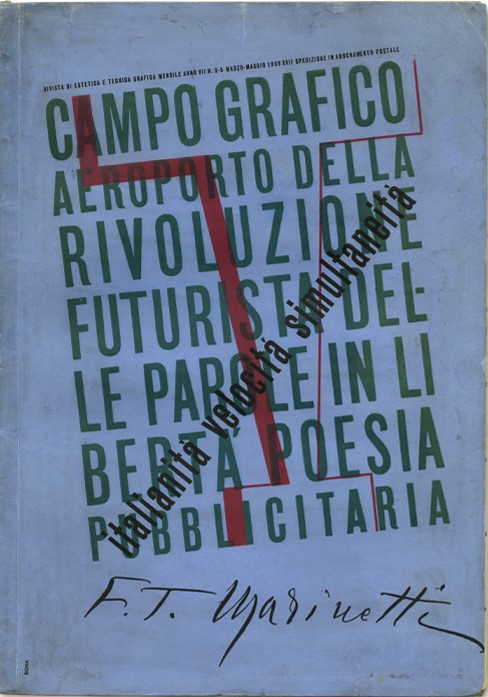 RIVISTA DI ESTETICA E TECNICA GRAFICA MENSILE ANNO VII N. 3-5 MARZO-MAGGIO 1939 XVII SPEDIZIONE IN ABBONAMENTO POSTALE
CAMPO GRAFICO
AEROPORTO DELLA
RIVOLUZIONE
FUTURISTA DEL-
LE PAROLE IN LI
BERTÀ POESIA
PUBBLICITARIA
italianità velocità simultaneità
F. T. Marinetti